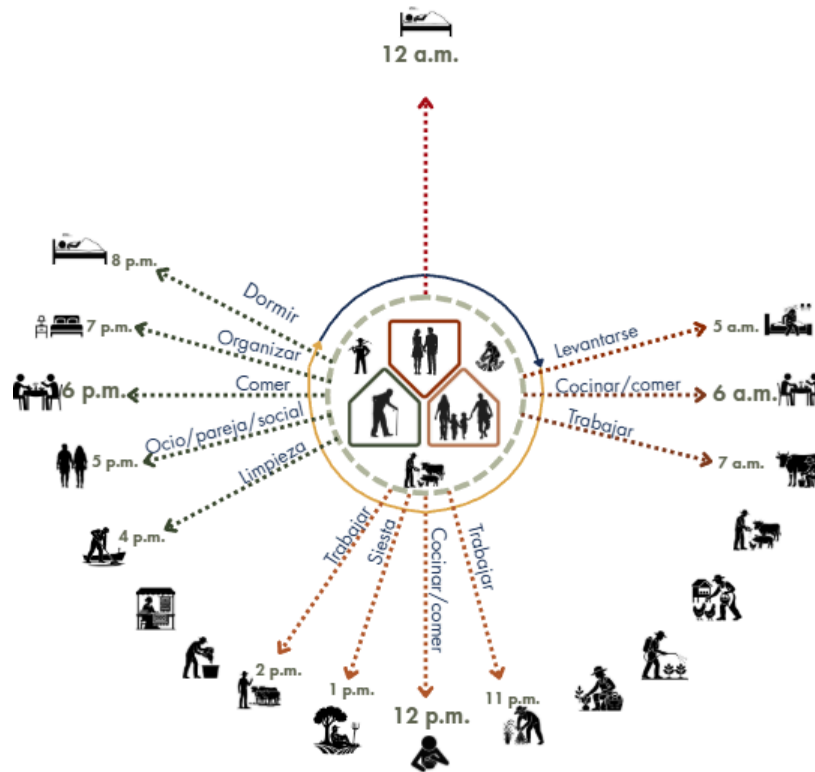 12 a.m.
Levantarse
5 a.m.
Cocinar/comer
6 a.m.
Trabajar
7 a.m.
Trabajar
11 p.m.
Cocinar/comer
12 p.m.
Siesta
1 p.m.
Trabajar
2 p.m.
Limpieza
4 p.m.
Ocio/pareja/social
5 p.m.
Comer
6 p.m.
Organizar
7 p.m.
Dormir
8 p.m.